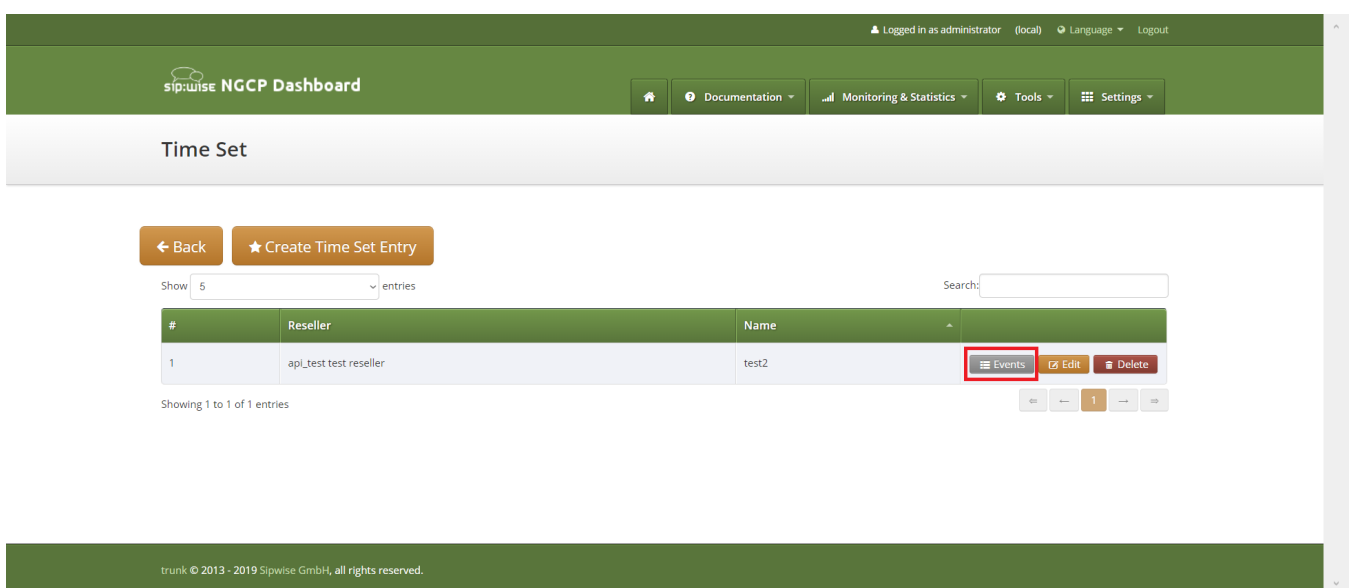 Logged in as administrator (local) Language Logout
sip:wise NGCP Dashboard
Documentation Monitoring & Statistics Tools Settings
Time Set
Back Create Time Set Entry
Show 5 entries Search:
# Reseller Name
1 api_test test reseller test2 Events Edit Delete
Showing 1 to 1 of 1 entries 1
trunk © 2013 - 2019 Sipwise GmbH, all rights reserved.